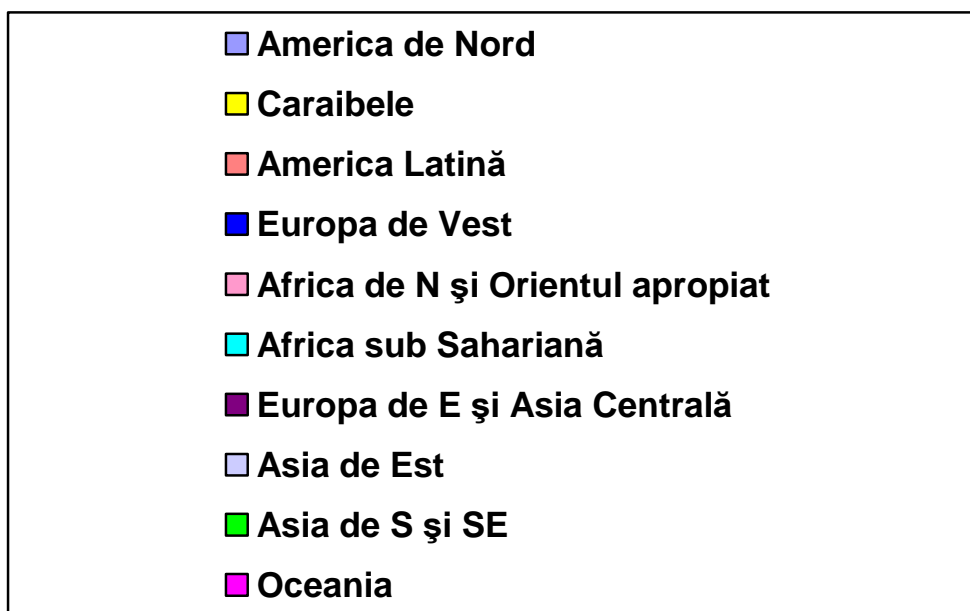 America de Nord
Caraibele
America Latină
Europa de Vest
Africa de N şi Orientul apropiat
Africa sub Sahariană
Europa de E şi Asia Centrală
Asia de Est
Asia de S şi SE
Oceania